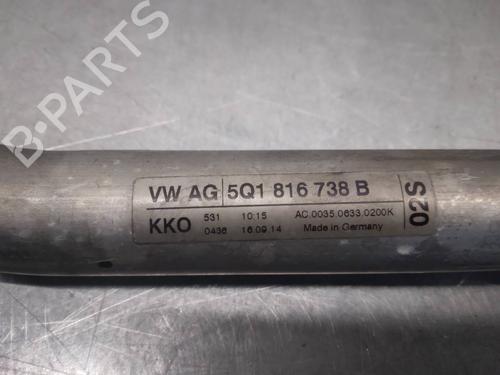 B-PARTS
VW AG 5Q1 816 738 B
KKO 531 10:15 AC.0035.0633.0200K
0436 16.09.14 Made in Germany
02S